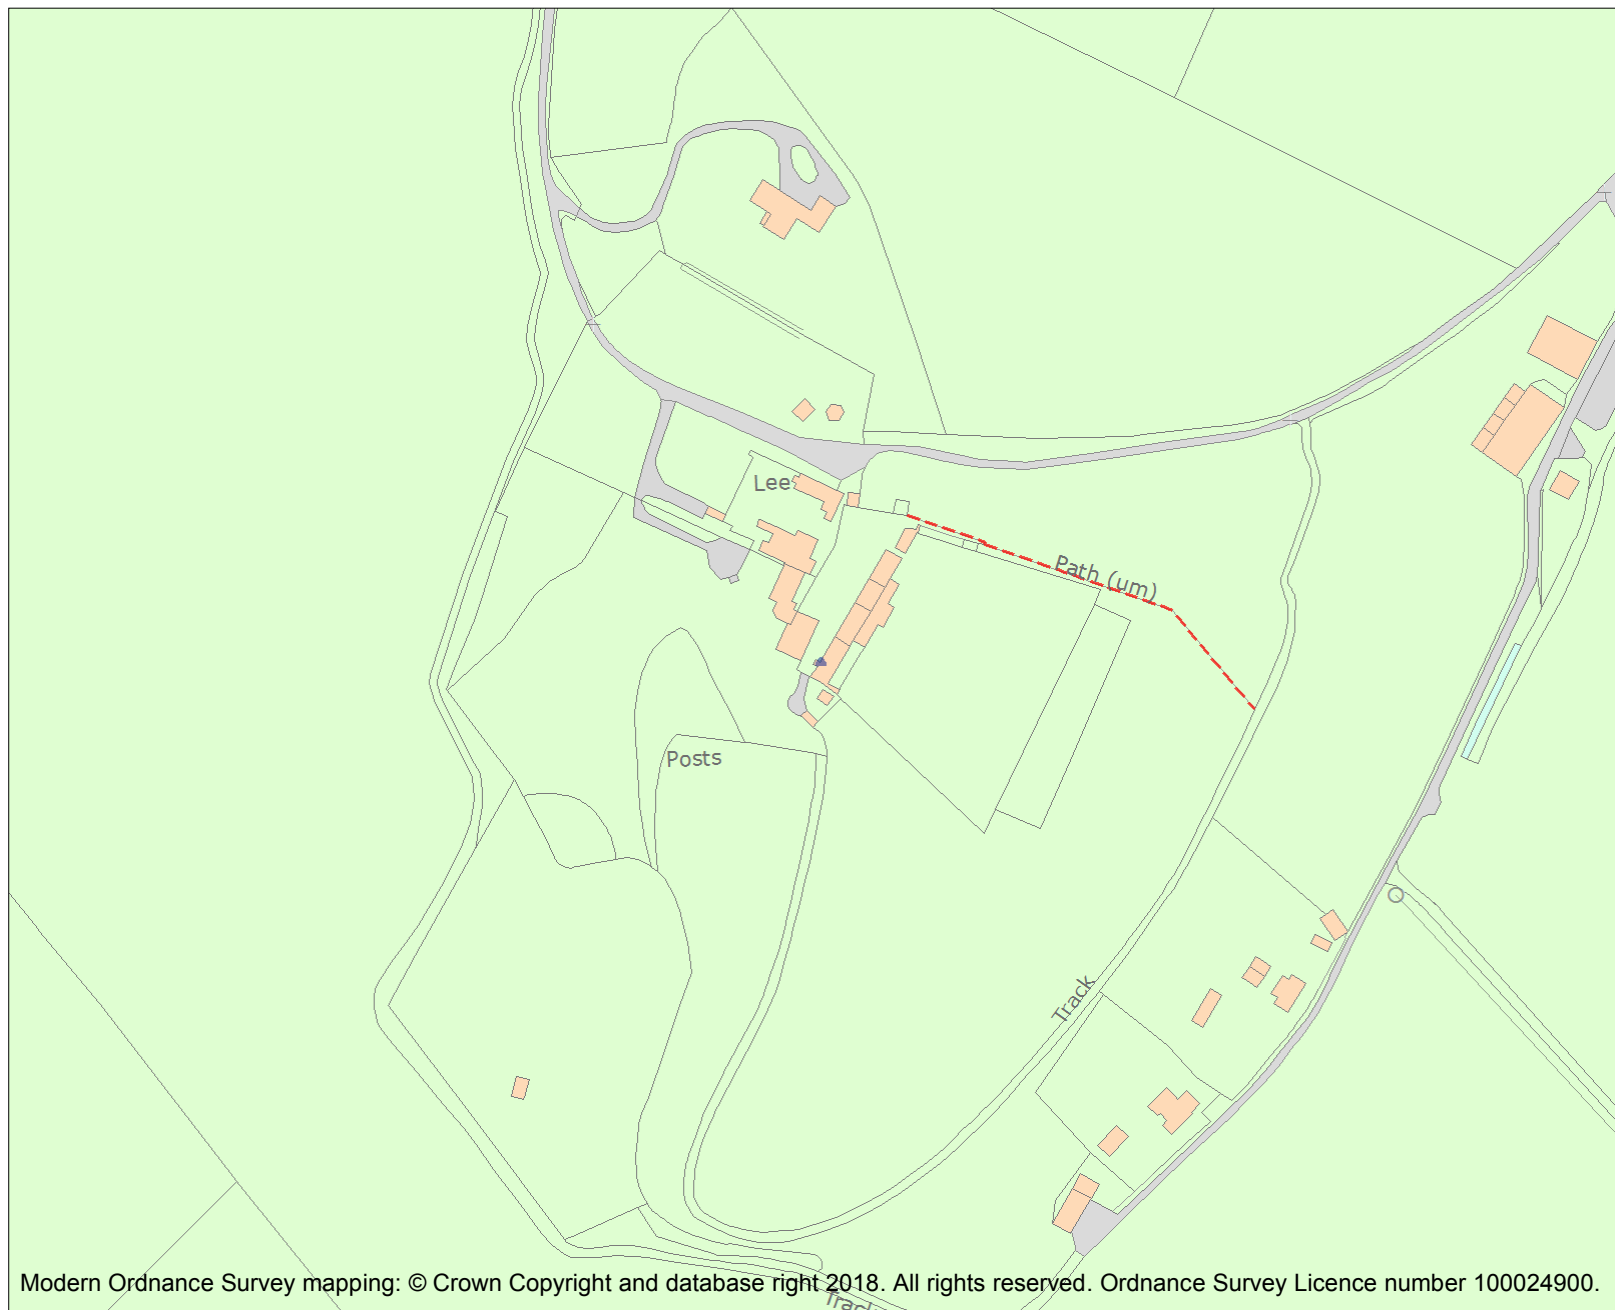 Lee
Path (um)
Posts
Track
Modern Ordnance Survey mapping: © Crown Copyright and database right 2018. All rights reserved. Ordnance Survey Licence number 100024900.
Track